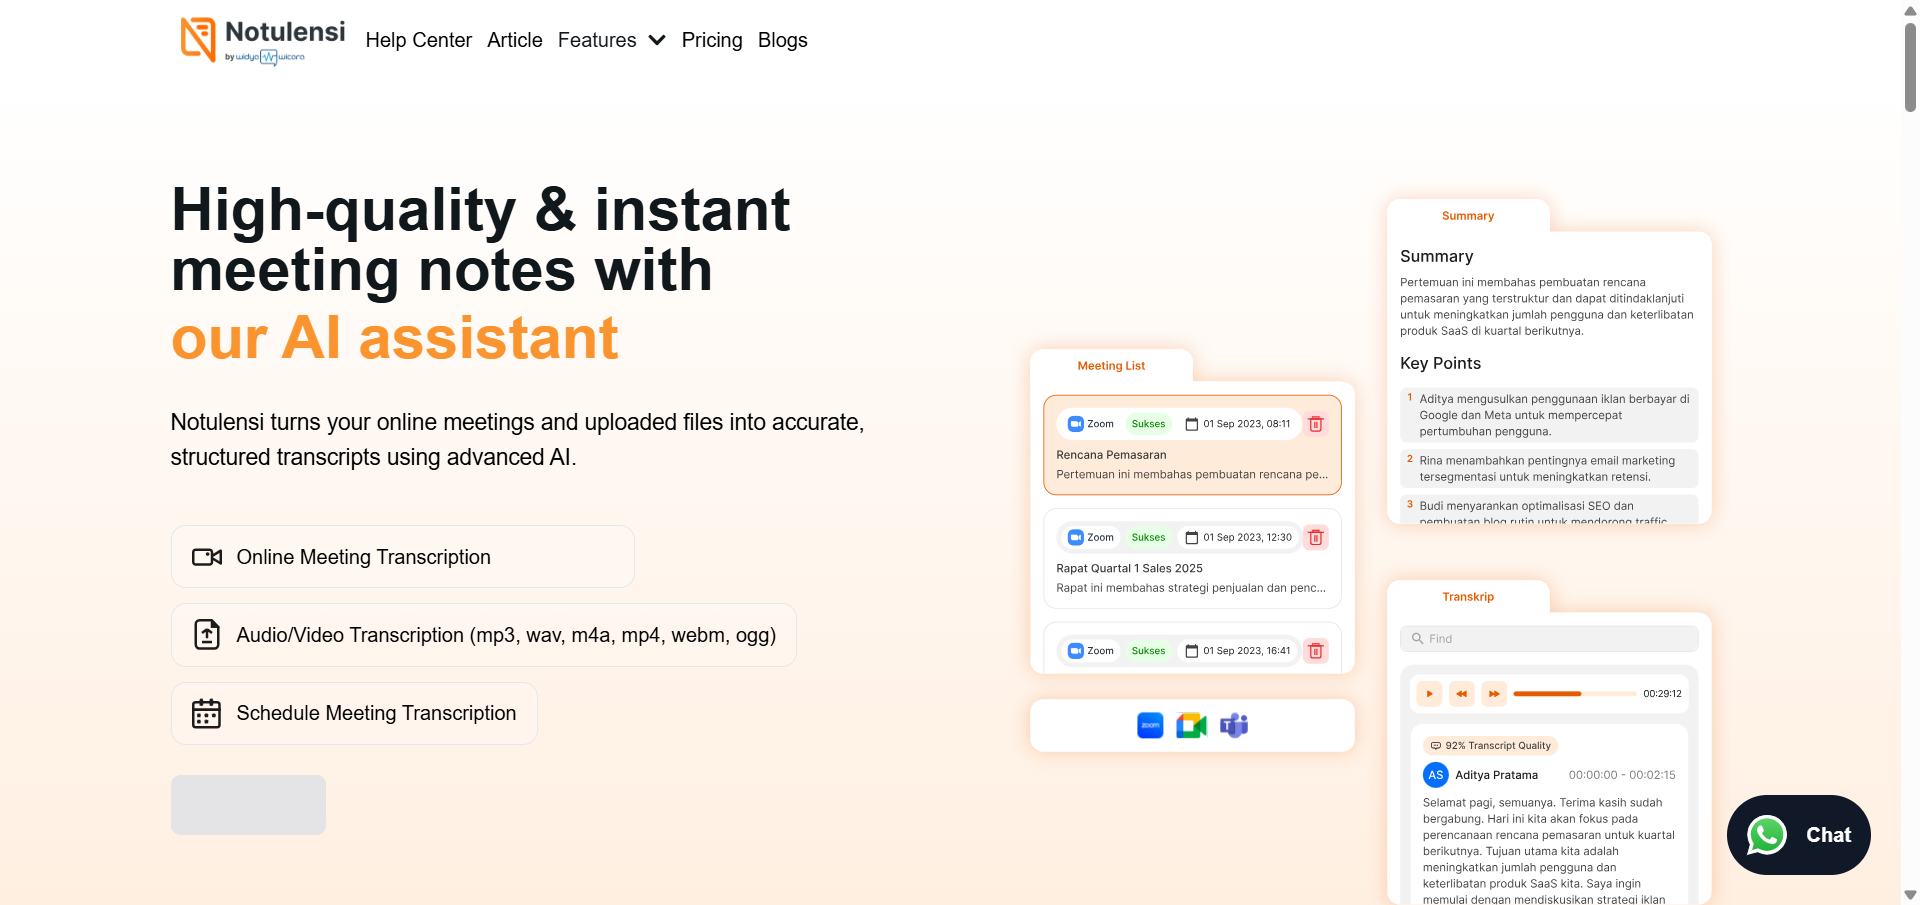 Notulensi
by widya wicara
Help Center
Article
Features
Pricing
Blogs
High-quality & instant
meeting notes with
our AI assistant
Notulensi turns your online meetings and uploaded files into accurate,
structured transcripts using advanced AI.
Online Meeting Transcription
Audio/Video Transcription (mp3, wav, m4a, mp4, webm, ogg)
Schedule Meeting Transcription
Meeting List
Zoom Sukses 01 Sep 2023, 08:11
Rencana Pemasaran
Pertemuan ini membahas pembuatan rencana pe...
Zoom Sukses 01 Sep 2023, 12:30
Rapat Quartal 1 Sales 2025
Rapat ini membahas strategi penjualan dan penc...
Zoom Sukses 01 Sep 2023, 16:41
zoom
Summary
Summary
Pertemuan ini membahas pembuatan rencana
pemasaran yang terstruktur dan dapat ditindaklanjuti
untuk meningkatkan jumlah pengguna dan keterlibatan
produk SaaS di kuartal berikutnya.
Key Points
1 Aditya mengusulkan penggunaan iklan berbayar di
Google dan Meta untuk mempercepat
pertumbuhan pengguna.
2 Rina menambahkan pentingnya email marketing
tersegmentasi untuk meningkatkan retensi.
3 Budi menyarankan optimalisasi SEO dan
pembuatan blog rutin untuk mendorong traffic
Transkrip
Find
00:29:12
92% Transcript Quality
AS Aditya Pratama 00:00:00 - 00:02:15
Selamat pagi, semuanya. Terima kasih sudah
bergabung. Hari ini kita akan fokus pada
perencanaan rencana pemasaran untuk kuartal
berikutnya. Tujuan utama kita adalah
meningkatkan jumlah pengguna dan
keterlibatan produk SaaS kita. Saya ingin
memulai dengan mendiskusikan strategi iklan
Chat